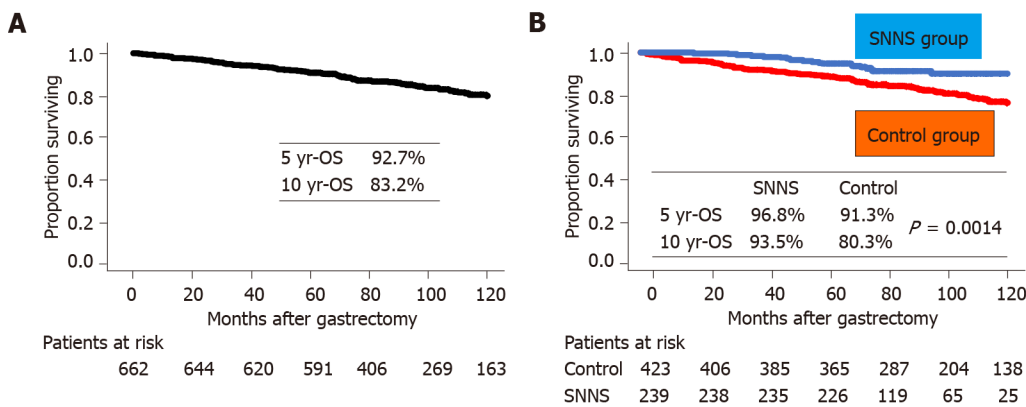 A
Proportion surviving
1.0
0.8
0.6
0.4
0.2
0.0
5 yr-OS 92.7%
10 yr-OS 83.2%
0 20 40 60 80 100 120
Months after gastrectomy
Patients at risk
662 644 620 591 406 269 163
B
Proportion surviving
1.0
0.8
0.6
0.4
0.2
0.0
SNNS group
Control group
SNNS Control
5 yr-OS 96.8% 91.3%
10 yr-OS 93.5% 80.3%
P = 0.0014
0 20 40 60 80 100 120
Months after gastrectomy
Patients at risk
Control 423 406 385 365 287 204 138
SNNS 239 238 235 226 119 65 25